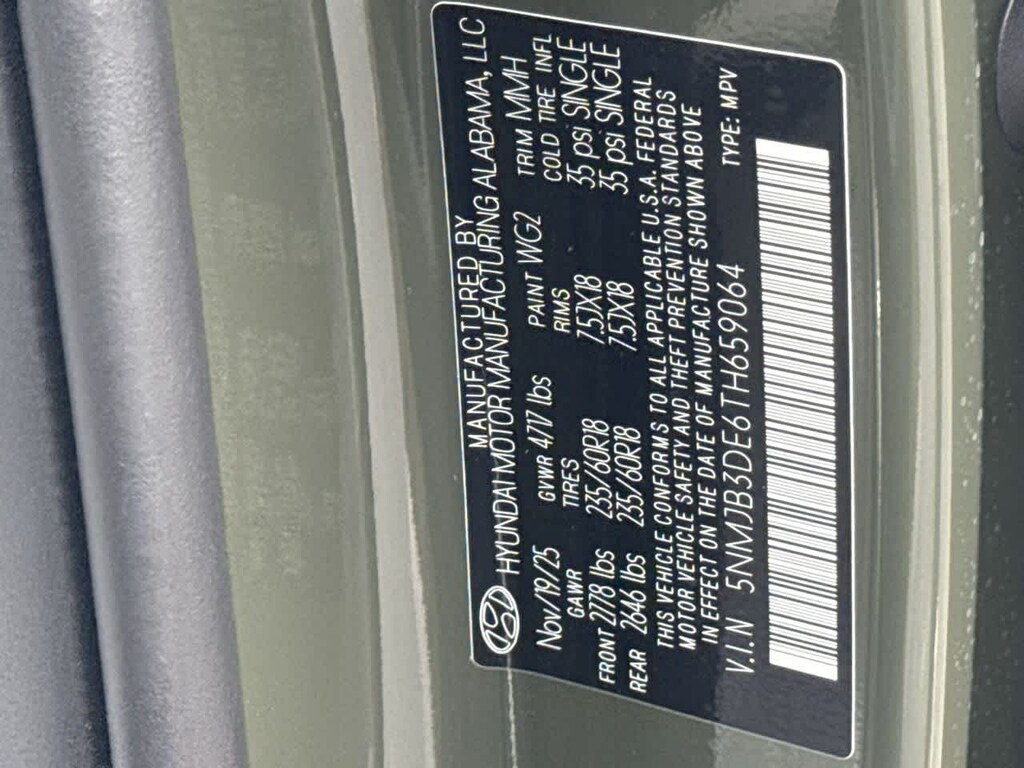 MANUFACTURED BY
HYUNDAI MOTOR MANUFACTURING ALABAMA, LLC
Nov/19/25 GVWR 4717 lbs PAINT WG2 TRIM MMH
GAWR TIRES RIMS COLD TIRE INFL
FRONT 2778 lbs 235/60R18 7.5JX18 35 psi SINGLE
REAR 2646 lbs 235/60R18 7.5JX18 35 psi SINGLE
THIS VEHICLE CONFORMS TO ALL APPLICABLE U.S.A. FEDERAL
MOTOR VEHICLE SAFETY AND THEFT PREVENTION STANDARDS
IN EFFECT ON THE DATE OF MANUFACTURE SHOWN ABOVE
V.I.N 5NMJB3DE6TH659064 TYPE: MPV